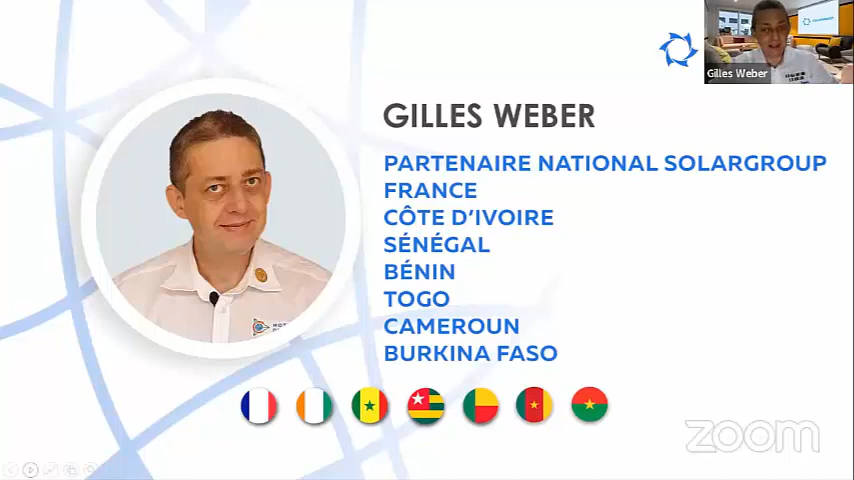 Gilles Weber
GILLES WEBER
PARTENAIRE NATIONAL SOLARGROUP
FRANCE
CÔTE D'IVOIRE
SÉNÉGAL
BÉNIN
TOGO
CAMEROUN
BURKINA FASO
zoom